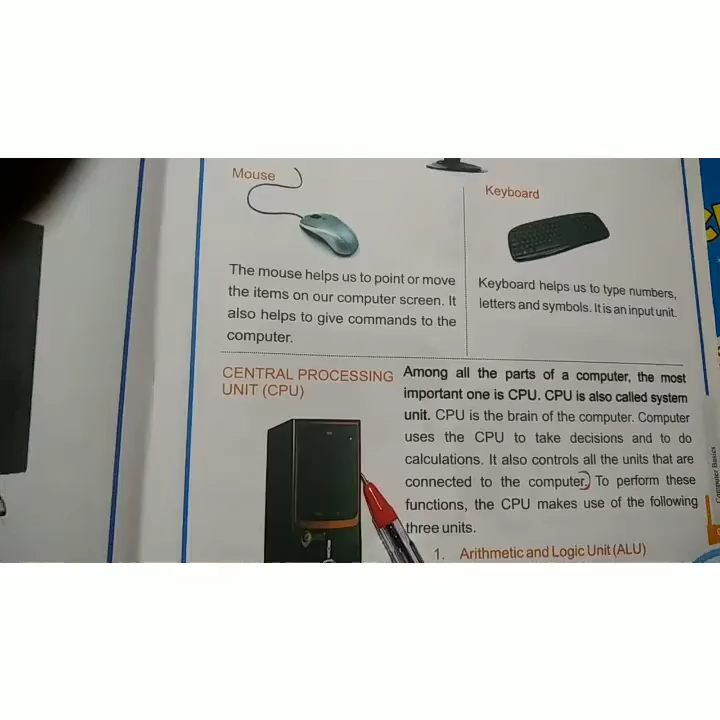 Mouse
The mouse helps us to point or move
the items on our computer screen. It
also helps to give commands to the
computer.
Keyboard
Keyboard helps us to type numbers,
letters and symbols. It is an input unit.
CENTRAL PROCESSING
UNIT (CPU)
Among all the parts of a computer, the most
important one is CPU. CPU is also called system
unit. CPU is the brain of the computer. Computer
uses the CPU to take decisions and to do
calculations. It also controls all the units that are
connected to the computer. To perform these
functions, the CPU makes use of the following
three units.
1. Arithmetic and Logic Unit (ALU)
Computer Basics